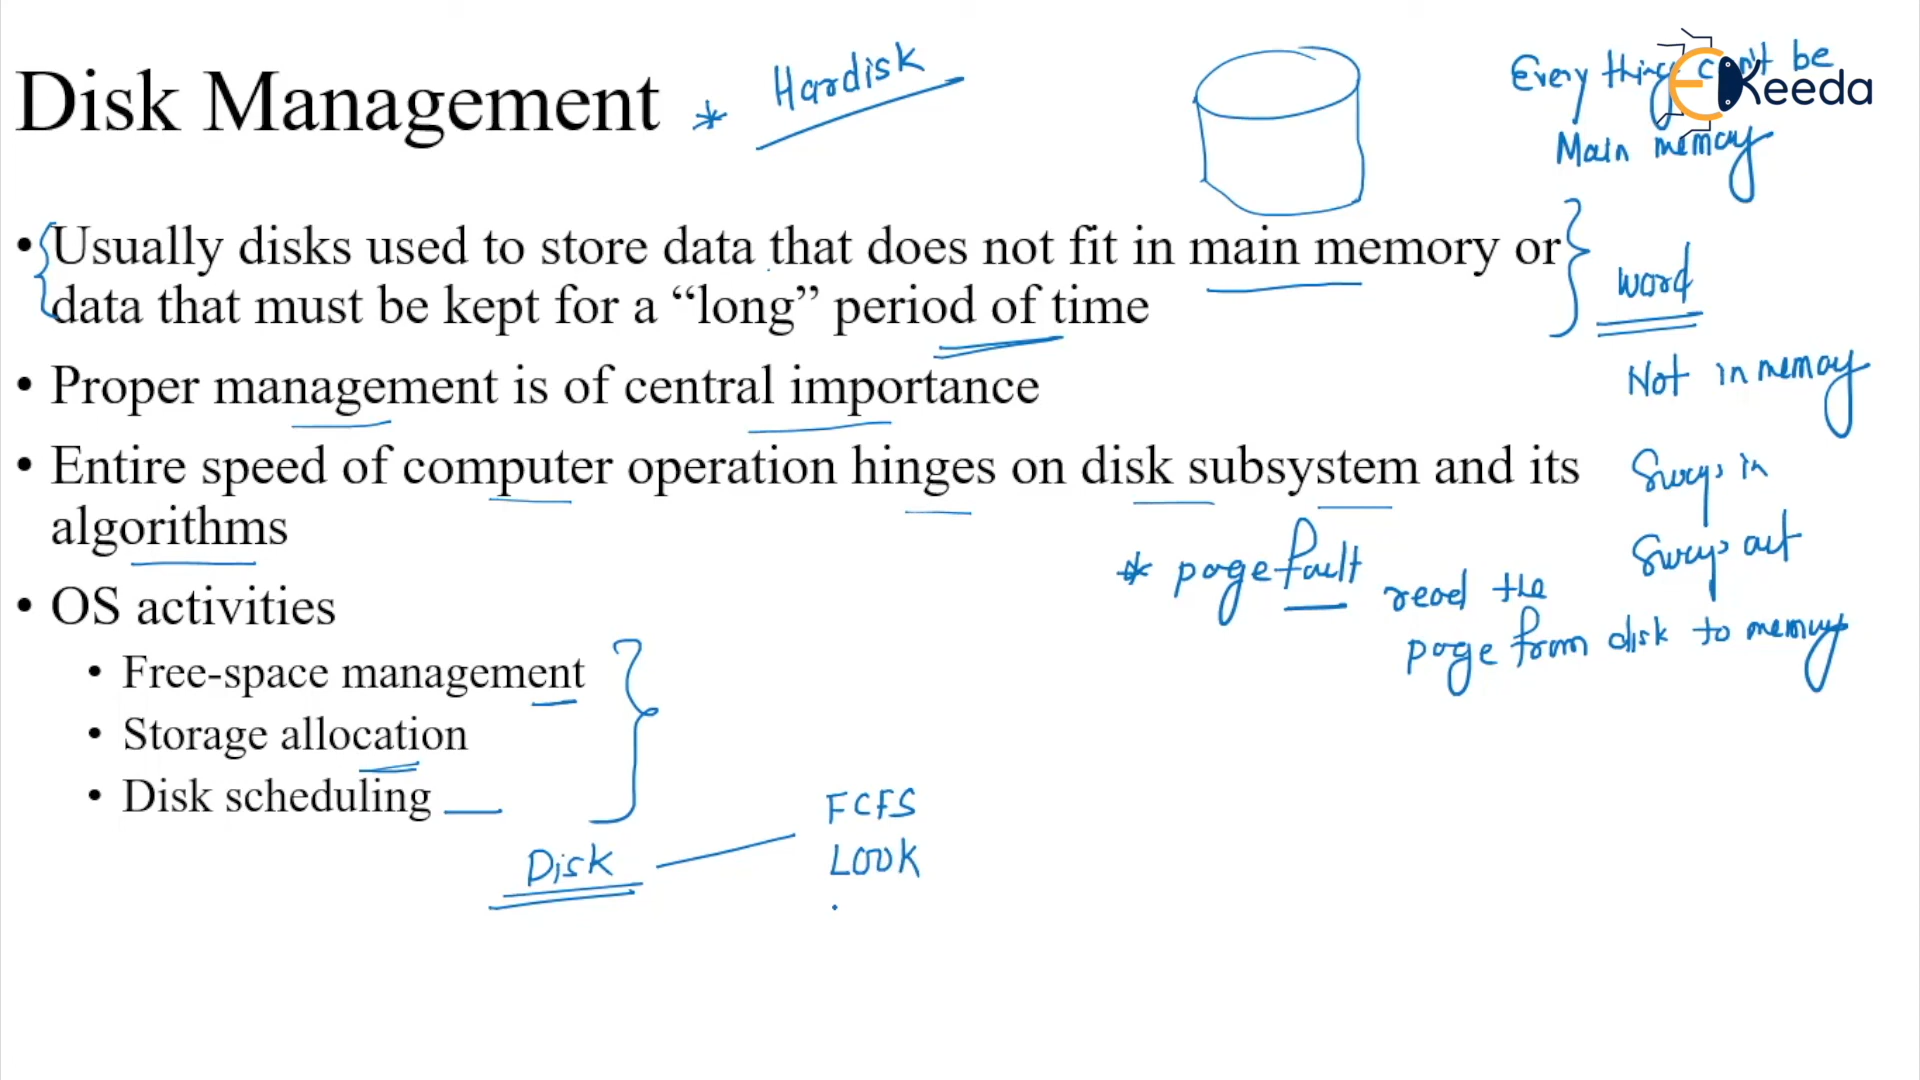 Disk Management * Hardisk
Every thing can't be
Keeda
Main memory
• Usually disks used to store data that does not fit in main memory or
data that must be kept for a “long” period of time
word
• Proper management is of central importance
Not in memory
• Entire speed of computer operation hinges on disk subsystem and its
algorithms
Swap in
Swap out
* page fault read the
page from disk to memory
• OS activities
• Free-space management
• Storage allocation
• Disk scheduling
Disk
FCFS
LOOK